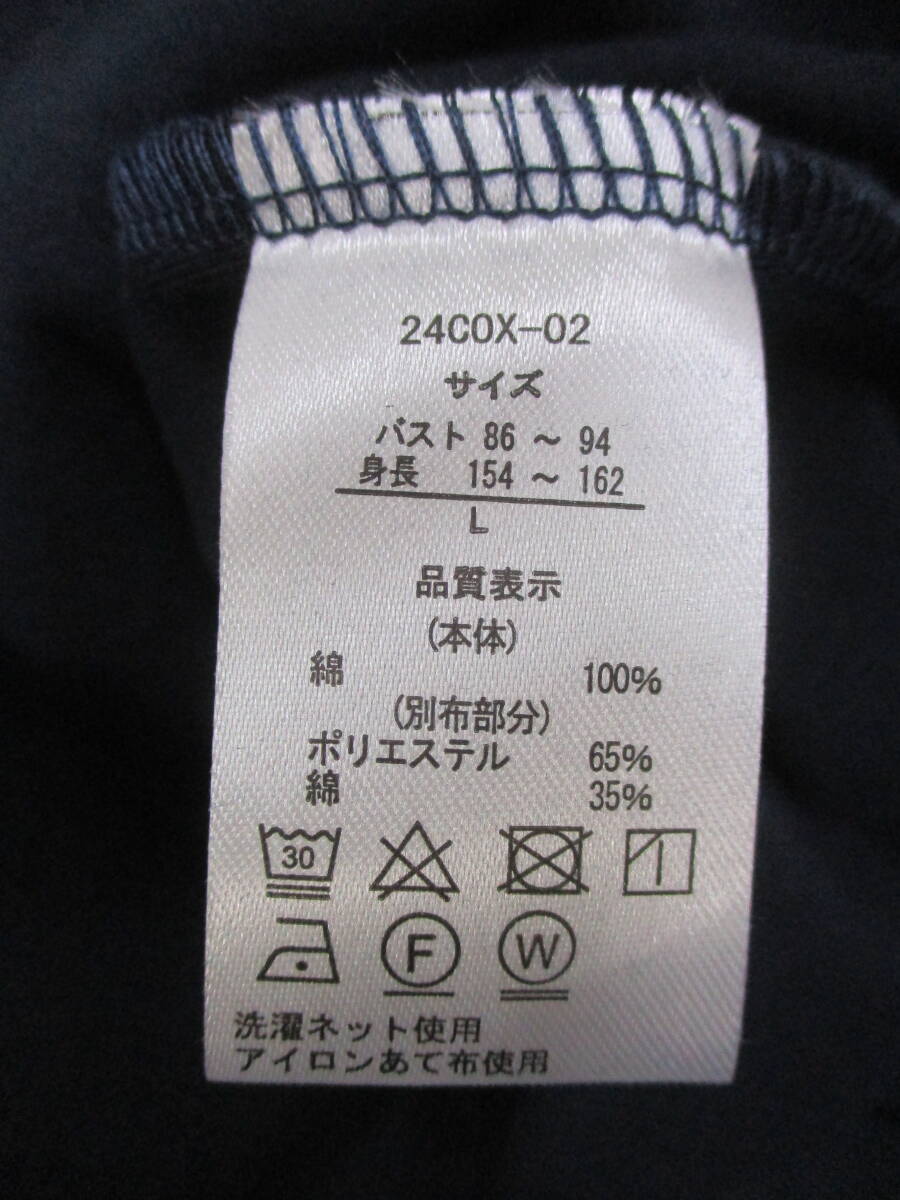 24COX-02
サイズ
バスト 86 ～ 94
身長 154 ～ 162
L
品質表示
(本体)
綿 100%
(別布部分)
ポリエステル 65%
綿 35%
30
F W
洗濯ネット使用
アイロンあて布使用